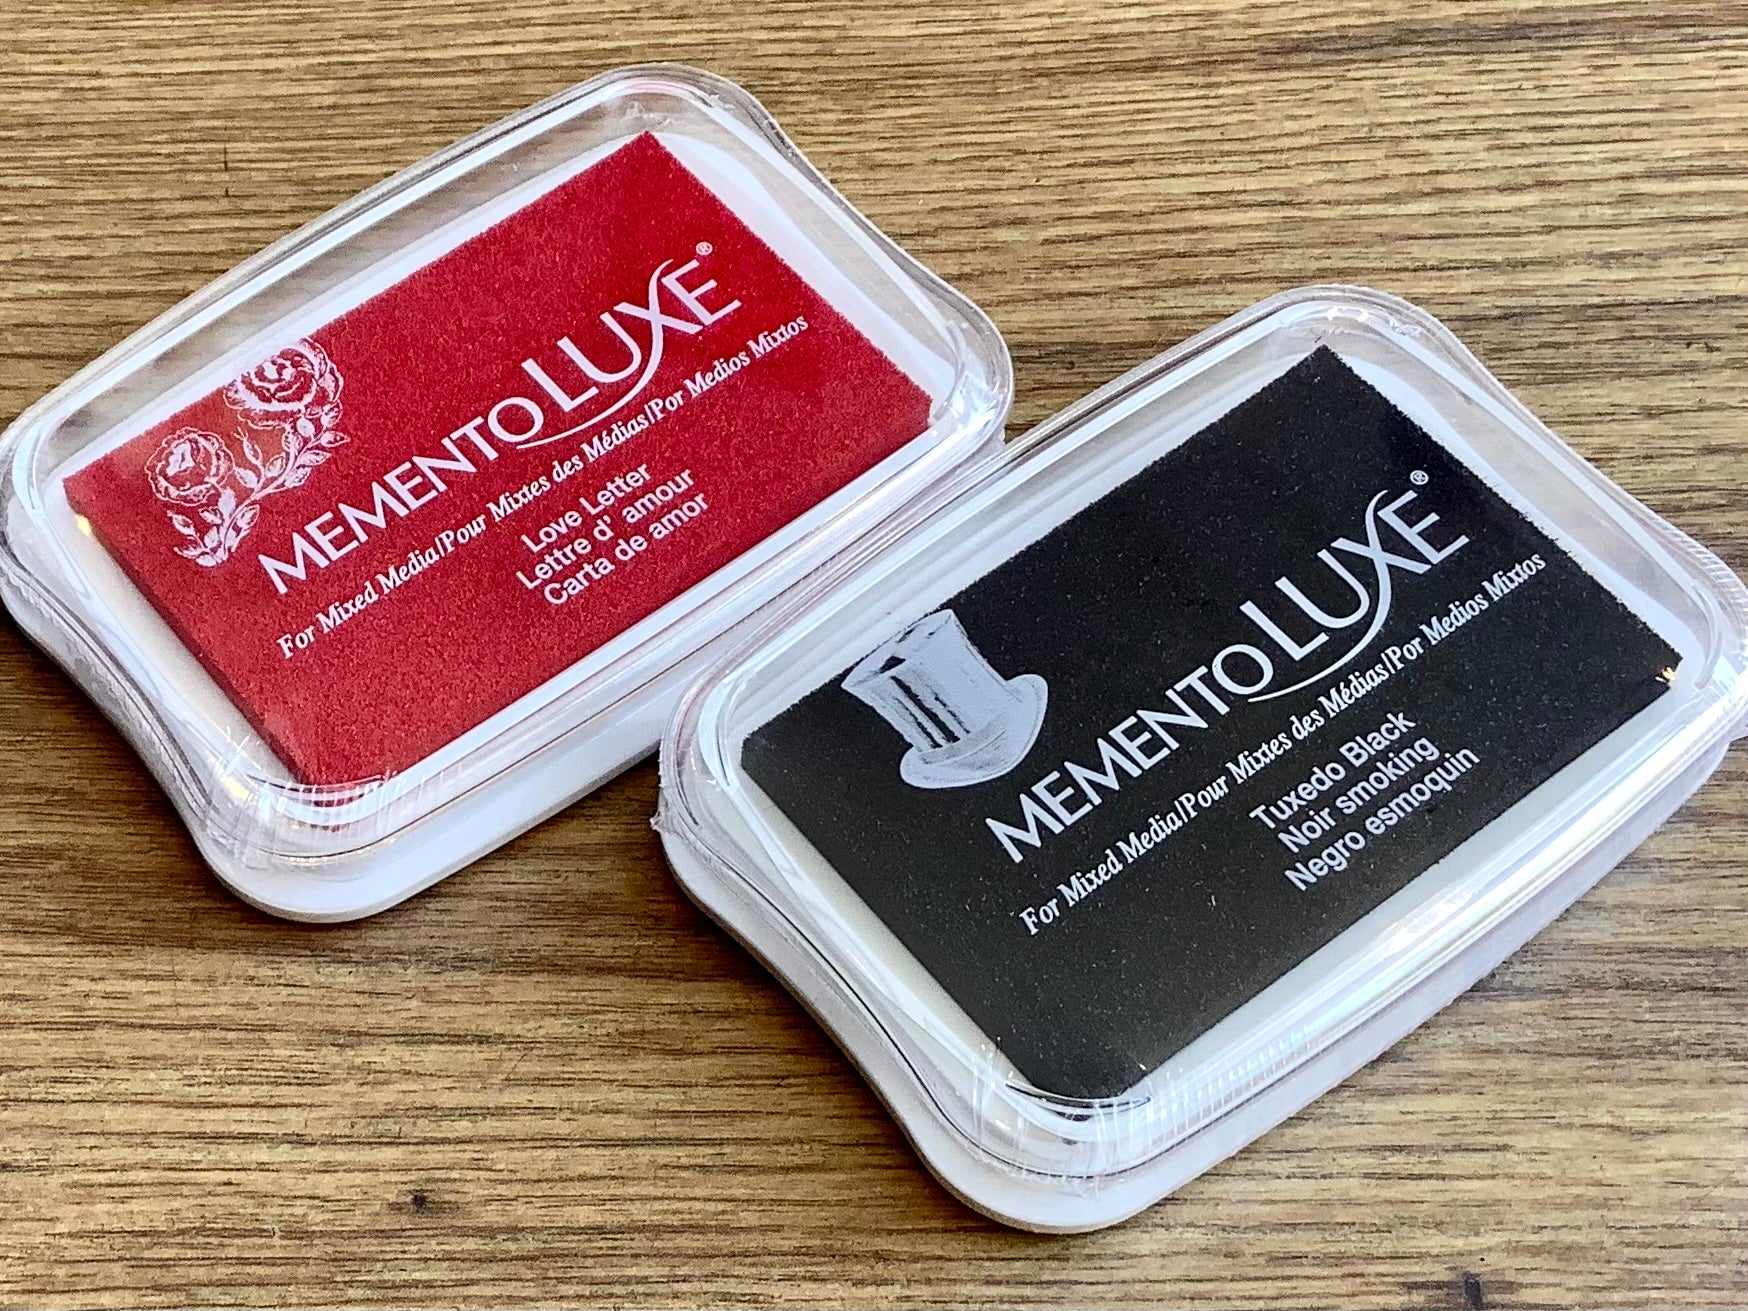 MEMENTO LUXE®
For Mixed Media/Pour Mixtes des Médias/Por Medios Mixtos
Love Letter
Lettre d' amour
Carta de amor
MEMENTO LUXE®
For Mixed Media/Pour Mixtes des Médias/Por Medios Mixtos
Tuxedo Black
Noir smoking
Negro esmoquin